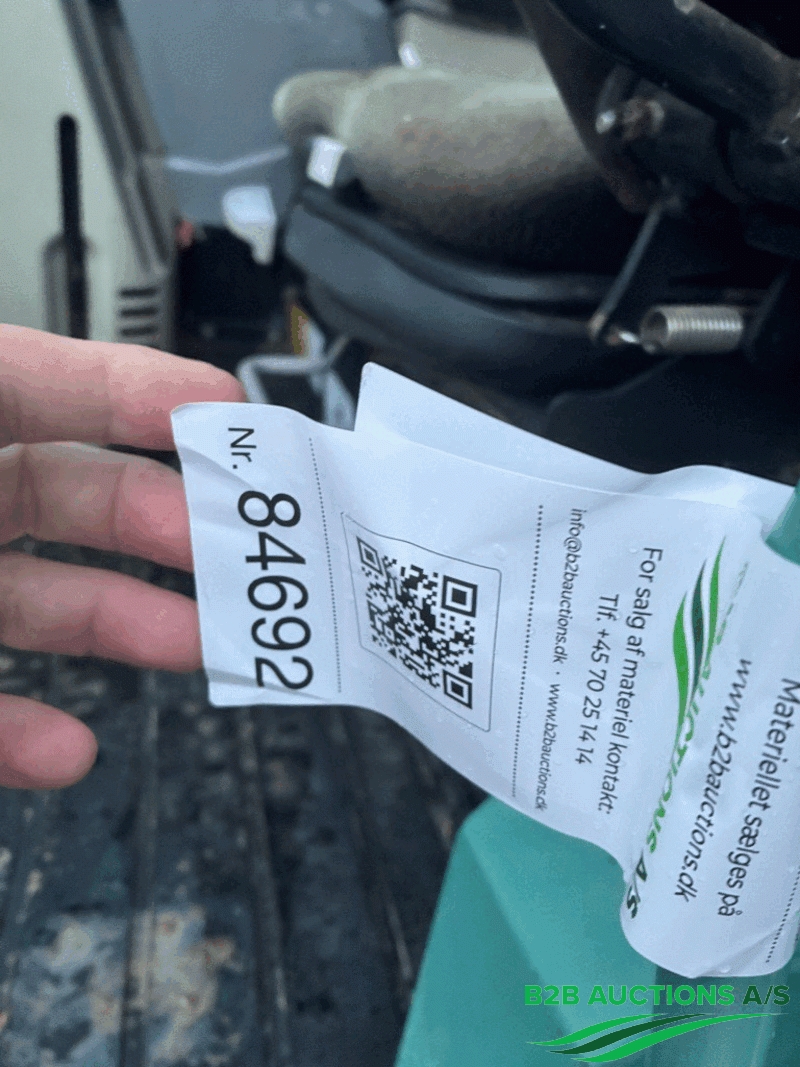 Materiellet sælges på
www.b2bauctions.dk
AUCTIONS A/S
For salg af materiel kontakt:
Tlf. +45 70 25 14 14
info@b2bauctions.dk • www.b2bauctions.dk
Nr. 84692
B2B AUCTIONS A/S